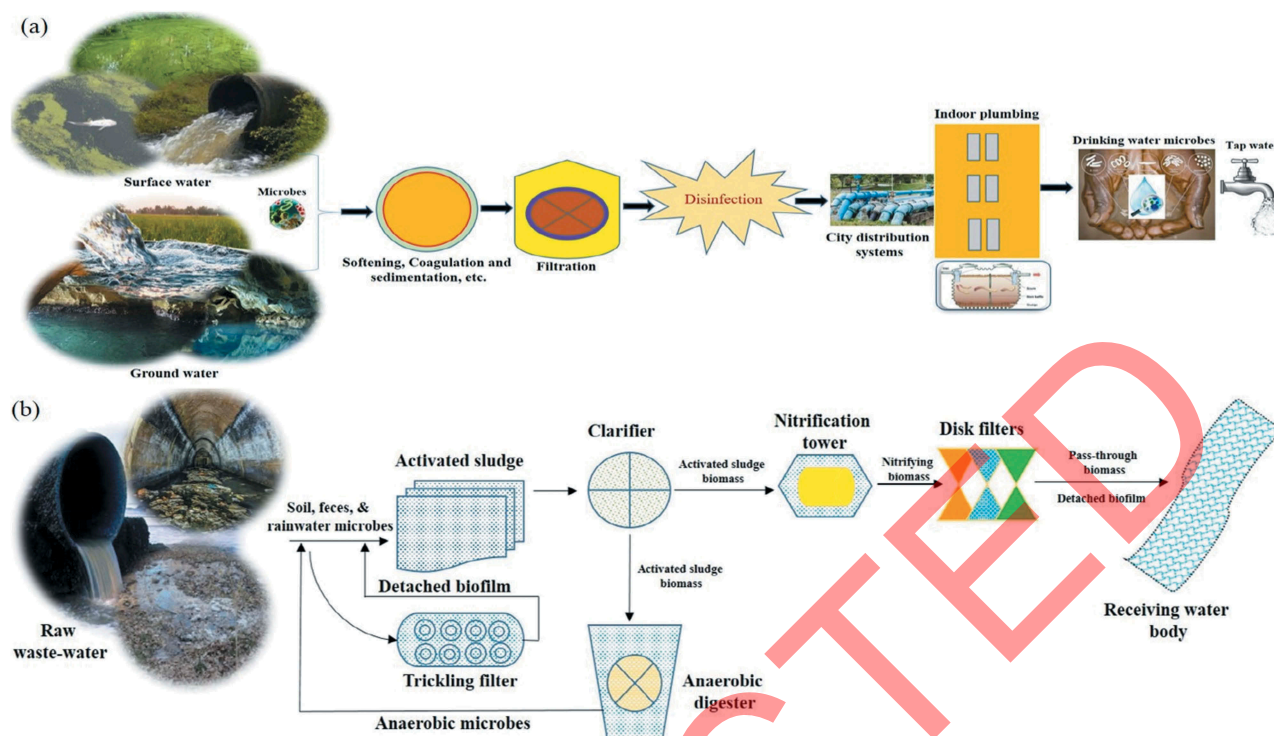 (a)
Surface water
Microbes
Ground water
Softening, Coagulation and
sedimentation, etc.
Filtration
Disinfection
City distribution
systems
Indoor plumbing
Drinking water microbes
Tap wate
(b)
Raw
waste-water
Soil, feces, &
rainwater microbes
Activated sludge
Detached biofilm
Trickling filter
Anaerobic microbes
Clarifier
Activated sludge
biomass
Activated sludge
biomass
Anaerobic
digester
Nitrification
tower
Nitrifying
biomass
Disk filters
Pass-through
biomass
Detached biofilm
Receiving water
body
CTED